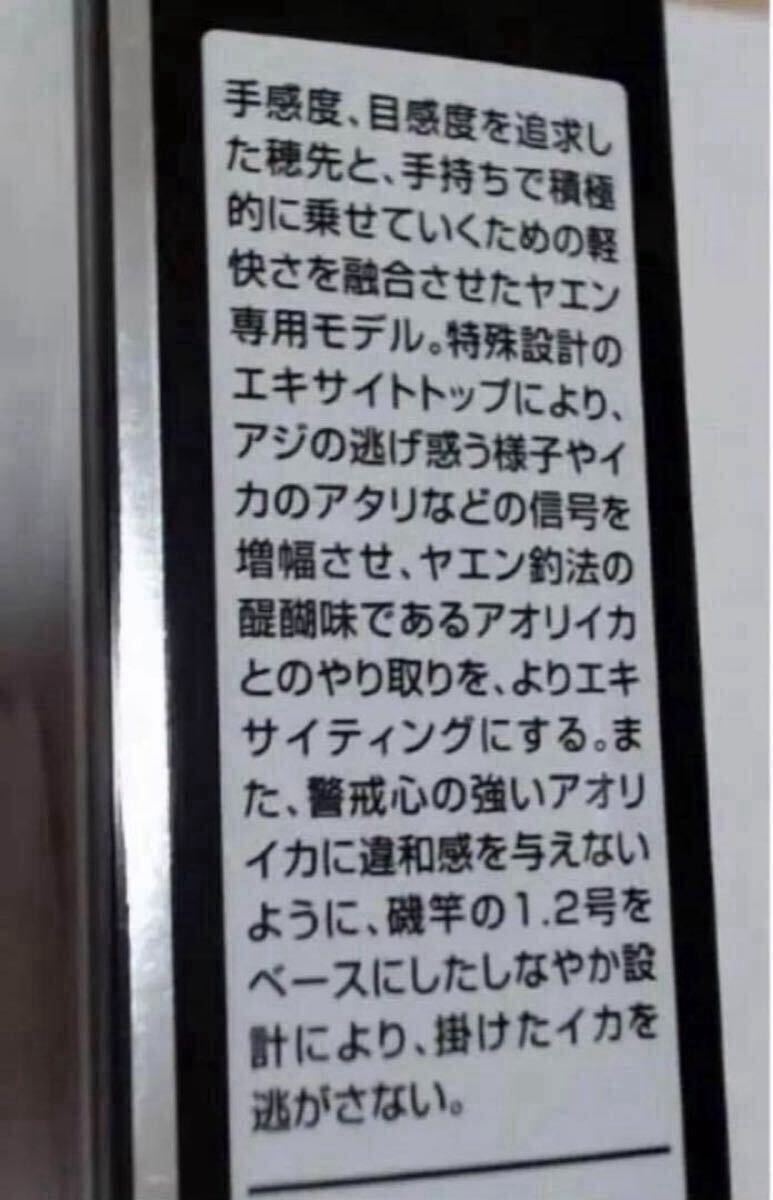 手感度、目感度を追求し
た穂先と、手持ちで積極
的に乗せていくための軽
快さを融合させたヤエン
専用モデル。特殊設計の
エキサイトトップにより、
アジの逃げ惑う様子やイ
カのアタリなどの信号を
増幅させ、ヤエン釣法の
醍醐味であるアオリイカ
とのやり取りを、よりエキ
サイティングにする。ま
た、警戒心の強いアオリ
イカに違和感を与えない
ように、磯竿の1.2号を
ベースにしたしなやか設
計により、掛けたイカを
逃がさない。